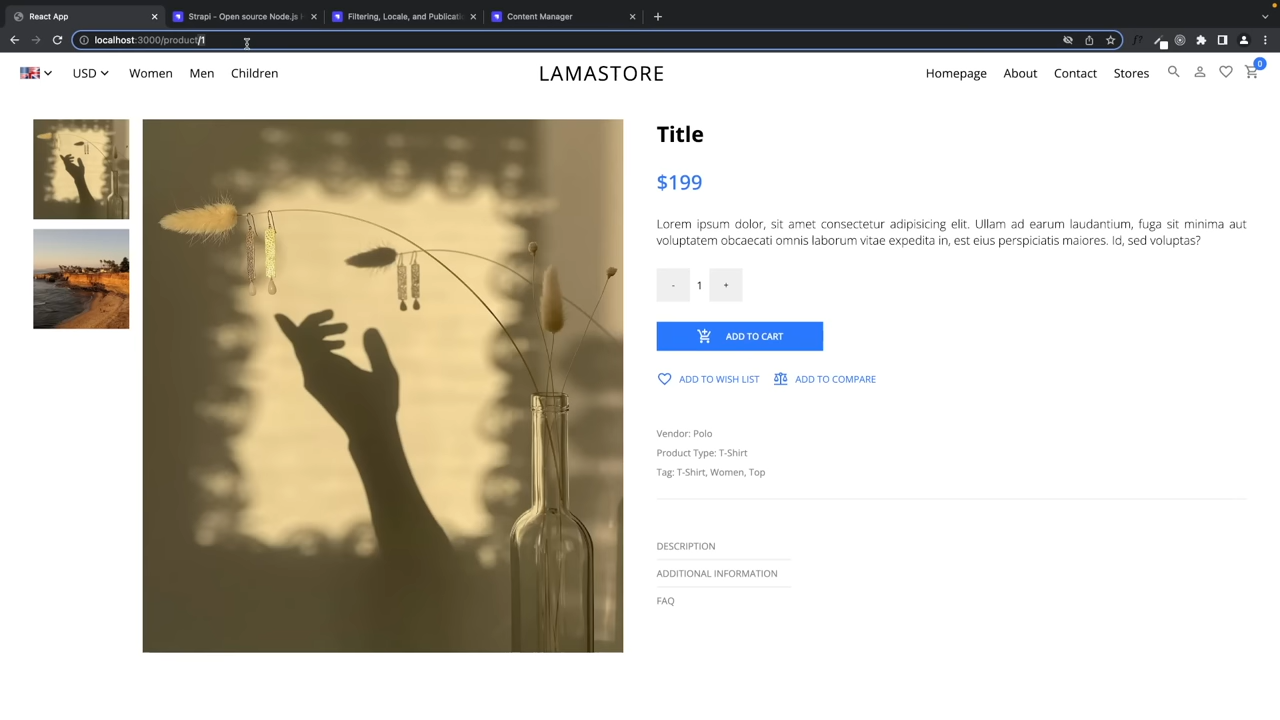 React App
Strapi - Open source Node.js H
Filtering, Locale, and Publicati
Content Manager
localhost:3000/product/1
USD
Women
Men
Children
LAMASTORE
Homepage
About
Contact
Stores
0
Title
$199
Lorem ipsum dolor, sit amet consectetur adipisicing elit. Ullam ad earum laudantium, fuga sit minima aut
voluptatem obcaecati omnis laborum vitae expedita in, est eius perspiciatis maiores. Id, sed voluptas?
- 1 +
ADD TO CART
ADD TO WISH LIST
ADD TO COMPARE
Vendor: Polo
Product Type: T-Shirt
Tag: T-Shirt, Women, Top
DESCRIPTION
ADDITIONAL INFORMATION
FAQ